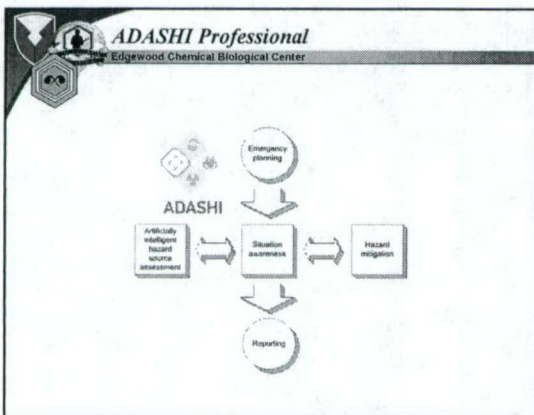 ADASHI Professional
Edgewood Chemical Biological Center
Emergency
planning
ADASHI
Artificially
intelligent
hazard
source
assessment
Situation
awareness
Hazard
mitigation
Reporting